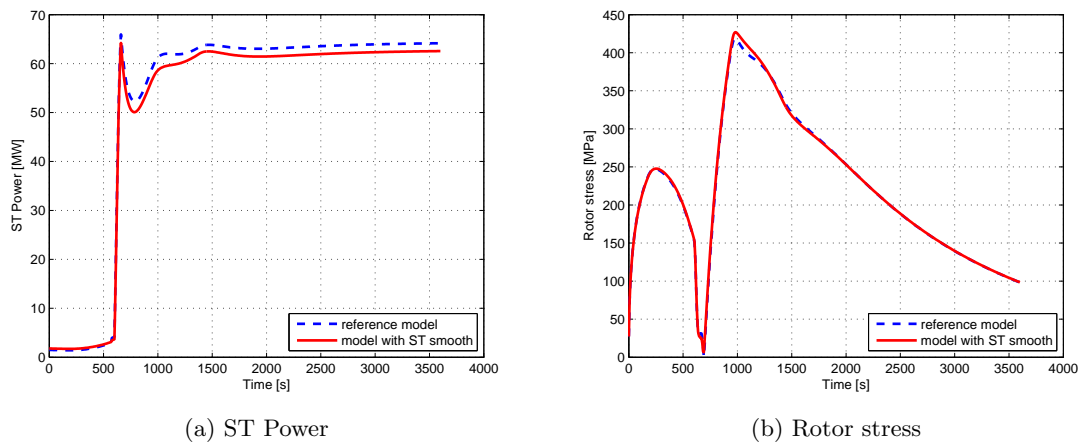 70
60
50
40
30
20
10
0
ST Power [MW]
0 500 1000 1500 2000 2500 3000 3500 4000
Time [s]
reference model
model with ST smooth
(a) ST Power
450
400
350
300
250
200
150
100
50
0
Rotor stress [MPa]
0 500 1000 1500 2000 2500 3000 3500 4000
Time [s]
reference model
model with ST smooth
(b) Rotor stress